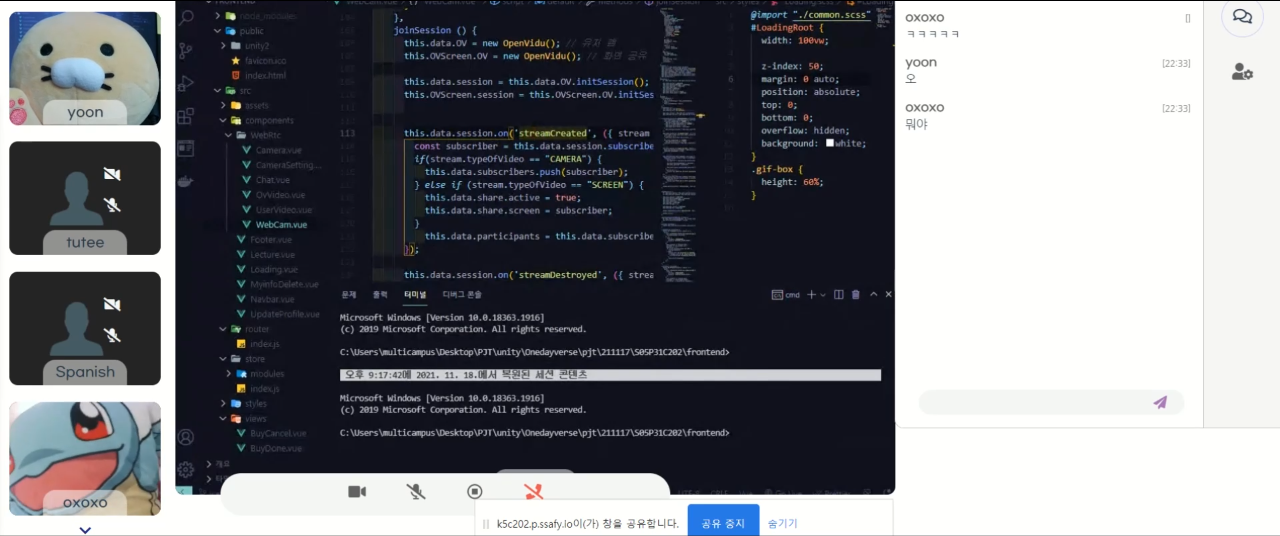 yoon
tutee
Spanish
oxoxo
node_modules
public
unity2
favicon.ico
index.html
src
assets
components
WebRtc
Camera.vue
CameraSetting...
Chat.vue
OvVideo.vue
UserVideo.vue
WebCam.vue
Footer.vue
Lecture.vue
Loading.vue
MyinfoDelete.vue
Navbar.vue
UpdateProfile.vue
router
index.js
store
modules
index.js
styles
views
BuyCancel.vue
BuyDone.vue
개요
},
joinSession () {
this.data.OV = new OpenVidu(); // 유저 캠
this.OVScreen.OV = new OpenVidu(); // 화면 공유
this.data.session = this.data.OV.initSession();
this.OVScreen.session = this.OVScreen.OV.initSes
113 this.data.session.on('streamCreated', ({ stream
const subscriber = this.data.session.subscribe
if(stream.typeOfVideo == "CAMERA") {
this.data.subscribers.push(subscriber);
} else if (stream.typeOfVideo == "SCREEN") {
this.data.share.active = true;
this.data.share.screen = subscriber;
}
this.data.participants = this.data.subscribe
});
this.data.session.on('streamDestroyed', ({ strea
@import "./common.scss"
#LoadingRoot {
width: 100vw;
z-index: 50;
margin: 0 auto;
position: absolute;
top: 0;
bottom: 0;
overflow: hidden;
background: white;
}
.gif-box {
height: 60%;
}
문제 출력 터미널 디버그 콘솔
cmd
Microsoft Windows [Version 10.0.18363.1916]
(c) 2019 Microsoft Corporation. All rights reserved.
C:\Users\multicampus\Desktop\PJT\unity\Onedayverse\pjt\211117\S05P31C202\frontend>
오후 9:17:42에 2021. 11. 18.에서 복원된 세션 콘텐츠
Microsoft Windows [Version 10.0.18363.1916]
(c) 2019 Microsoft Corporation. All rights reserved.
C:\Users\multicampus\Desktop\PJT\unity\Onedayverse\pjt\211117\S05P31C202\frontend>
k5c202.p.ssafy.io이(가) 창을 공유합니다.
공유 중지
숨기기
oxoxo
ㅋㅋㅋㅋㅋ
yoon [22:33]
오
oxoxo [22:33]
뭐야